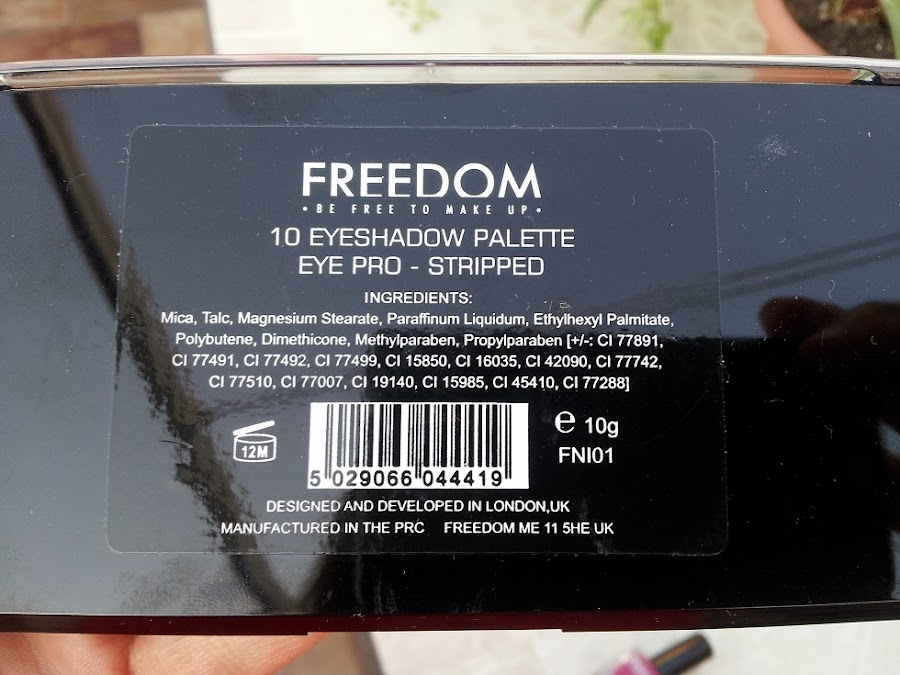 FREEDOM
• BE FREE TO MAKE UP •
10 EYESHADOW PALETTE
EYE PRO - STRIPPED
INGREDIENTS:
Mica, Talc, Magnesium Stearate, Paraffinum Liquidum, Ethylhexyl Palmitate,
Polybutene, Dimethicone, Methylparaben, Propylparaben [+/-: CI 77891,
CI 77491, CI 77492, CI 77499, CI 15850, CI 16035, CI 42090, CI 77742,
CI 77510, CI 77007, CI 19140, CI 15985, CI 45410, CI 77288]
12M
5 029066 044419
e 10g
FNI01
DESIGNED AND DEVELOPED IN LONDON,UK
MANUFACTURED IN THE PRC FREEDOM ME 11 5HE UK